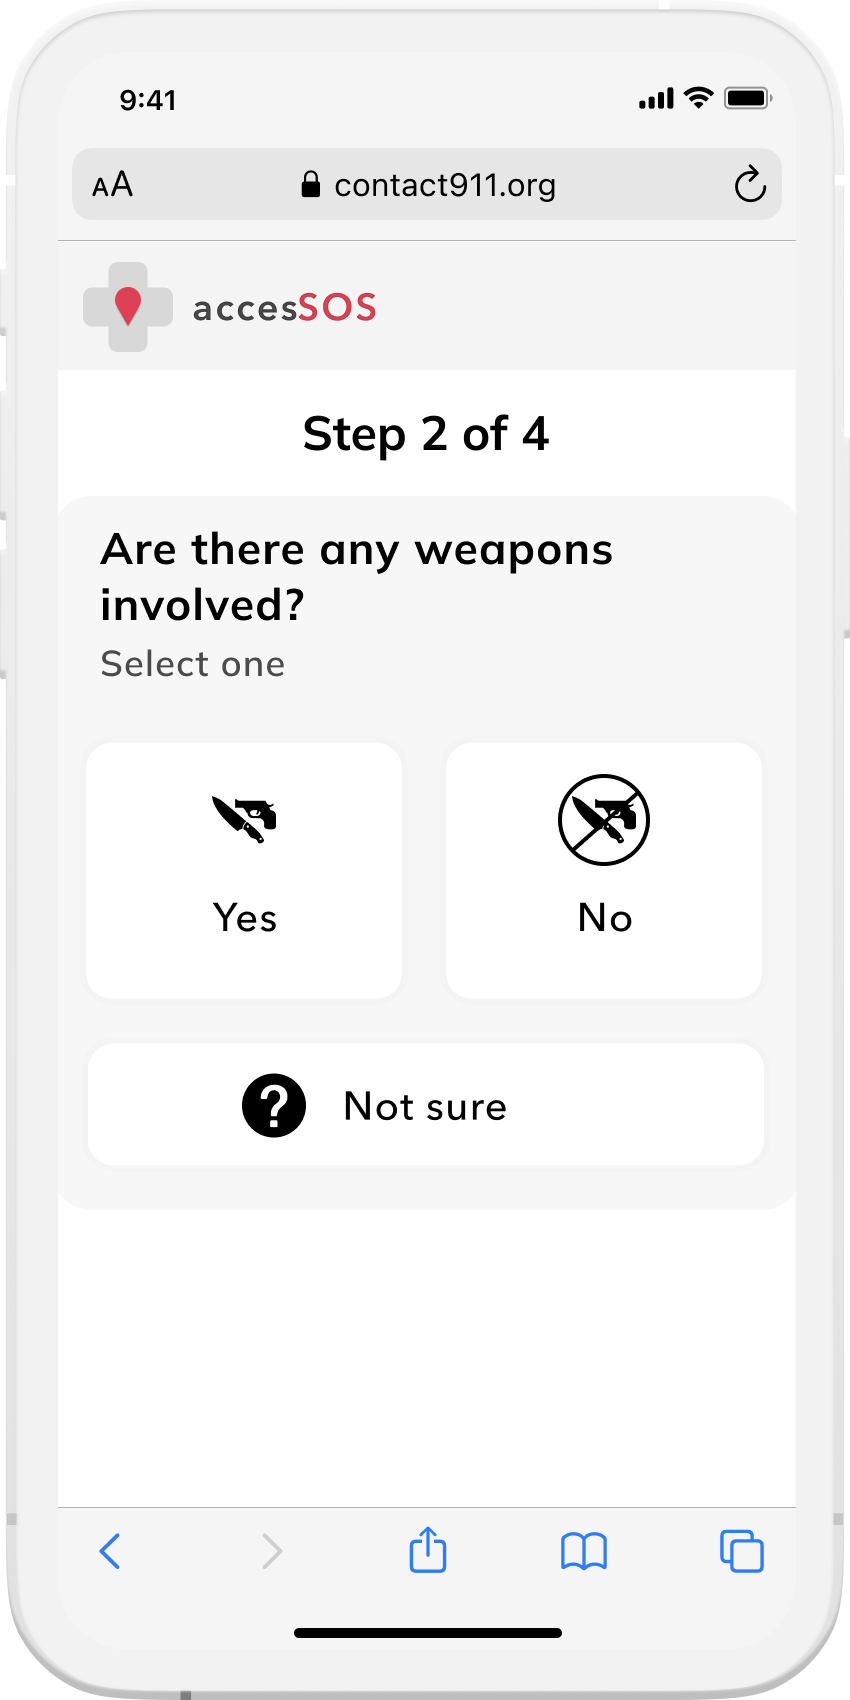 9:41
AA contact911.org
accesSOS
Step 2 of 4
Are there any weapons
involved?
Select one
Yes
No
? Not sure